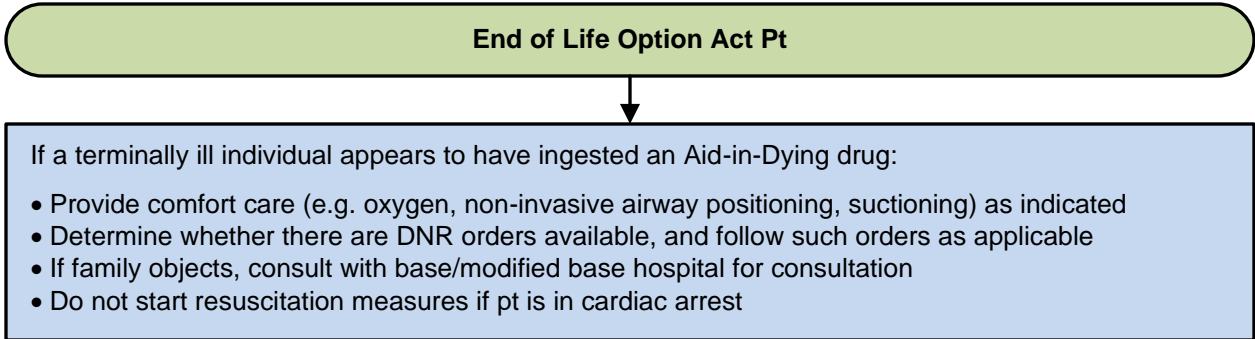 End of Life Option Act Pt
If a terminally ill individual appears to have ingested an Aid-in-Dying drug:
• Provide comfort care (e.g. oxygen, non-invasive airway positioning, suctioning) as indicated
• Determine whether there are DNR orders available, and follow such orders as applicable
• If family objects, consult with base/modified base hospital for consultation
• Do not start resuscitation measures if pt is in cardiac arrest